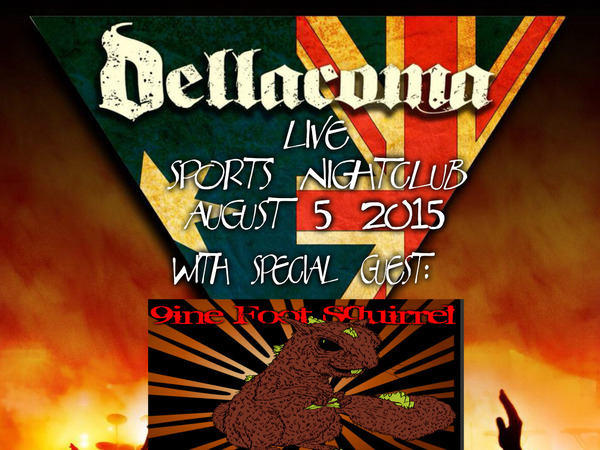 Dellacoma
LIVE
SPORTS NIGHTCLUB
AUGUST 5 2015
WITH SPECIAL GUEST:
9ine Foot SQuirrel